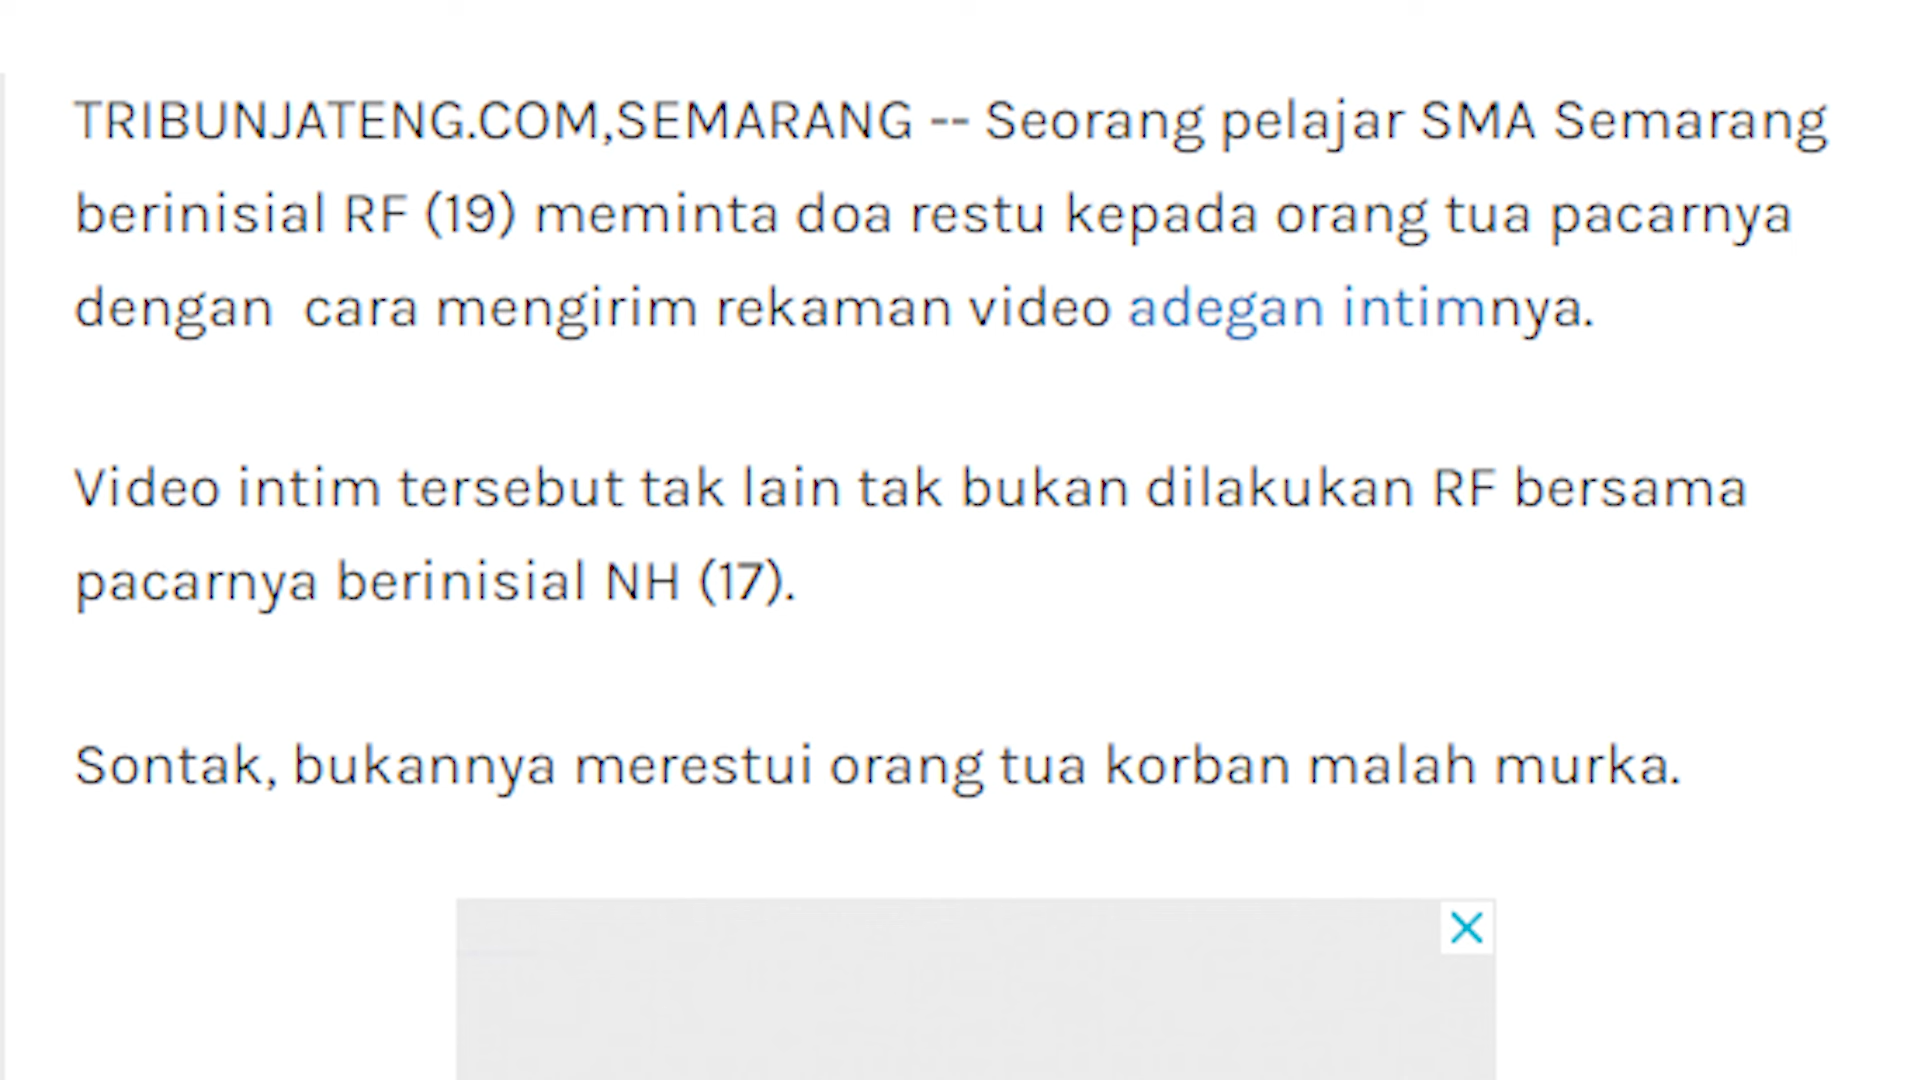 TRIBUNJATENG.COM,SEMARANG -- Seorang pelajar SMA Semarang
berinisial RF (19) meminta doa restu kepada orang tua pacarnya
dengan  cara mengirim rekaman video adegan intimnya.
Video intim tersebut tak lain tak bukan dilakukan RF bersama
pacarnya berinisial NH (17).
Sontak, bukannya merestui orang tua korban malah murka.